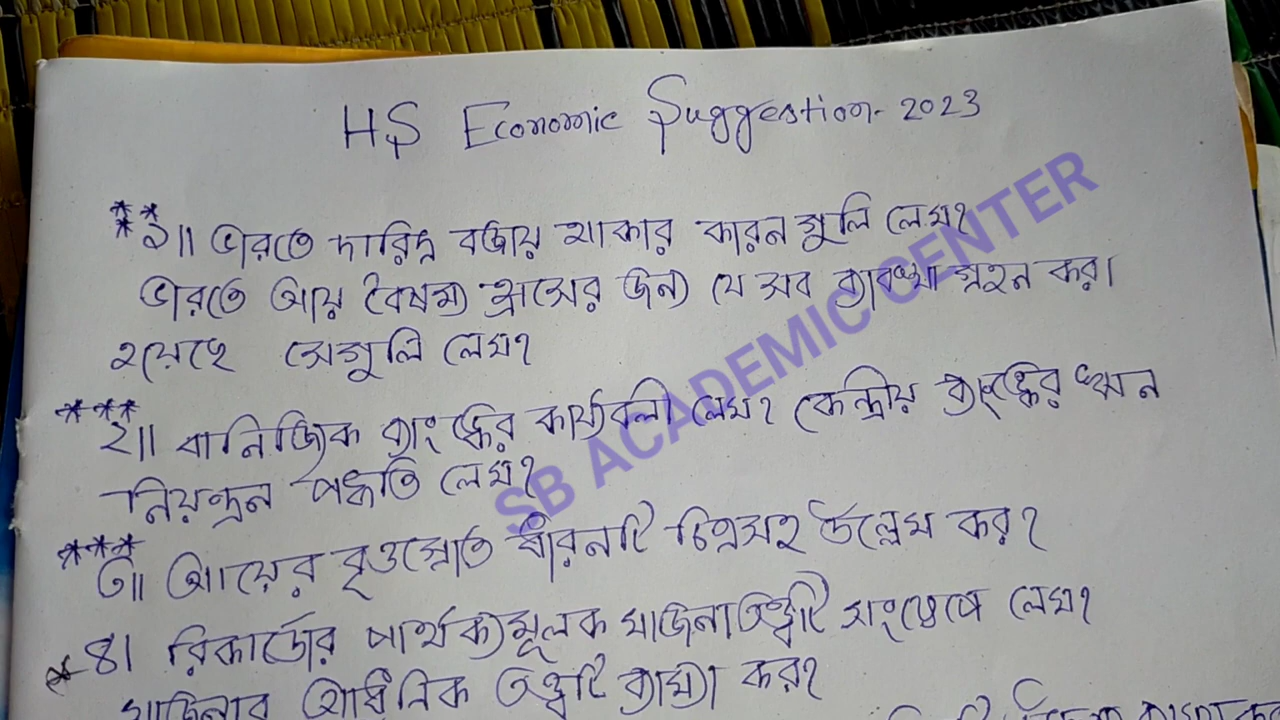 HS Economic Suggestion- 2023
১॥ ভারতে দারিদ্র বজায় থাকার কারন গুলি লেখ?
ভারতে আয় বৈষম্য হ্রাসের জন্য যে সব ব্যাবস্থা গ্রহন করা
হয়েছে সেগুলি লেখ?
২॥ বানিজ্যিক ব্যাংঙ্কের কার্যাবলী লেখ? কেন্দ্রীয় ব্যাংঙ্কের ঋন
নিয়ন্ত্রন পদ্ধতি লেখ?
৩॥ আয়ের বৃত্তস্রোত ধারনাটি চিত্রসহ উল্লেখ কর?
৪। রিকার্ডোর পার্থক্যমূলক খাজনাতত্ত্বটি সংক্ষেপে লেখ?
খাজনার আধুনিক তত্ত্বটি ব্যাখ্যা কর?
SB ACADEMIC CENTER